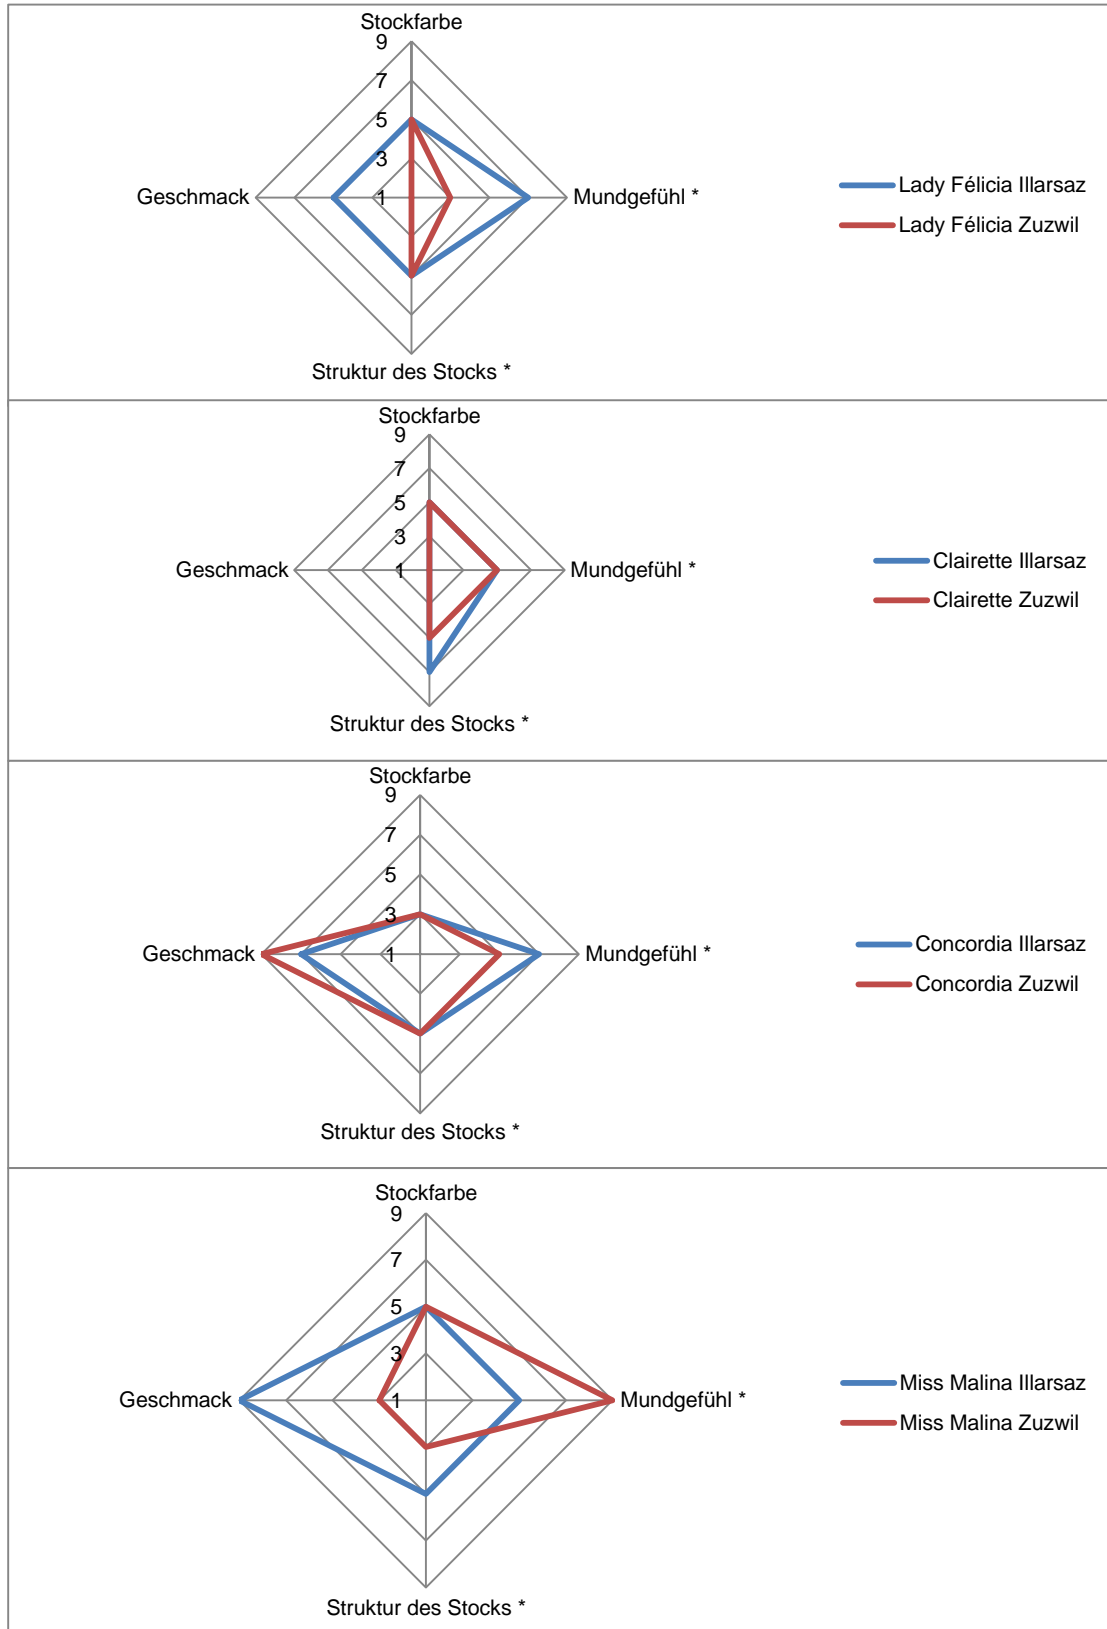 Stockfarbe
9
7
5
3
1
Geschmack
Mundgefühl *
Struktur des Stocks *
Lady Félicia Illarsaz
Lady Félicia Zuzwil
Stockfarbe
9
7
5
3
1
Geschmack
Mundgefühl *
Struktur des Stocks *
Clairette Illarsaz
Clairette Zuzwil
Stockfarbe
9
7
5
3
1
Geschmack
Mundgefühl *
Struktur des Stocks *
Concordia Illarsaz
Concordia Zuzwil
Stockfarbe
9
7
5
3
1
Geschmack
Mundgefühl *
Struktur des Stocks *
Miss Malina Illarsaz
Miss Malina Zuzwil